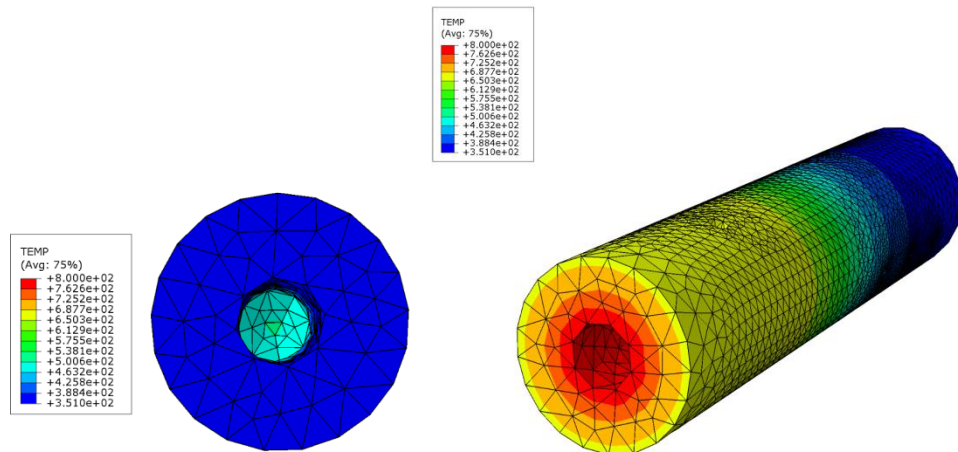 TEMP
(Avg: 75%)
+8.000e+02
+7.626e+02
+7.252e+02
+6.877e+02
+6.503e+02
+6.129e+02
+5.755e+02
+5.381e+02
+5.006e+02
+4.632e+02
+4.258e+02
+3.884e+02
+3.510e+02
TEMP
(Avg: 75%)
+8.000e+02
+7.626e+02
+7.252e+02
+6.877e+02
+6.503e+02
+6.129e+02
+5.755e+02
+5.381e+02
+5.006e+02
+4.632e+02
+4.258e+02
+3.884e+02
+3.510e+02